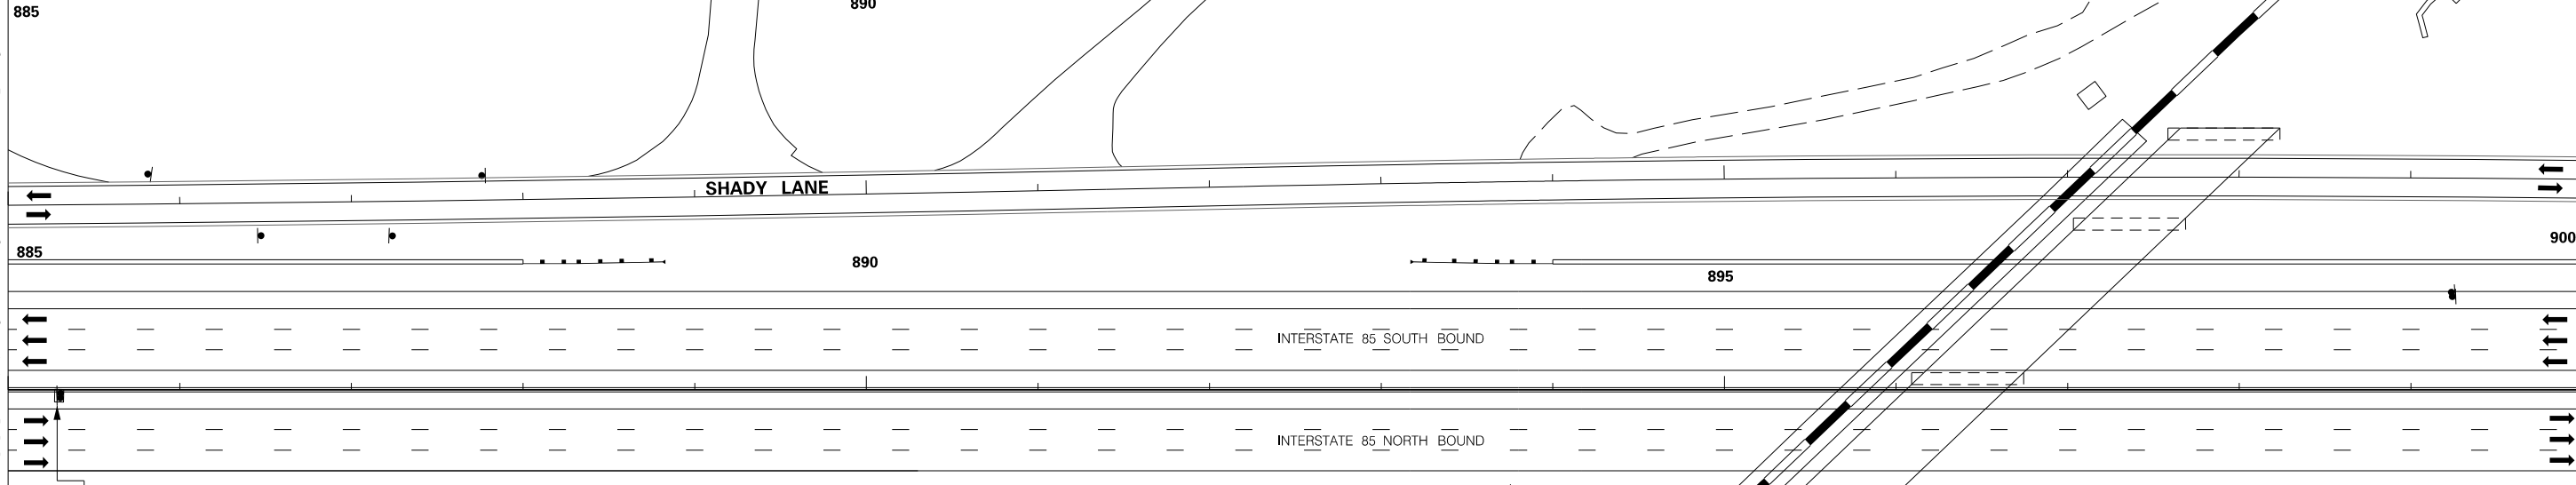 885
890
SHADY LANE
885
890
895
900
INTERSTATE 85 SOUTH BOUND
INTERSTATE 85 NORTH BOUND